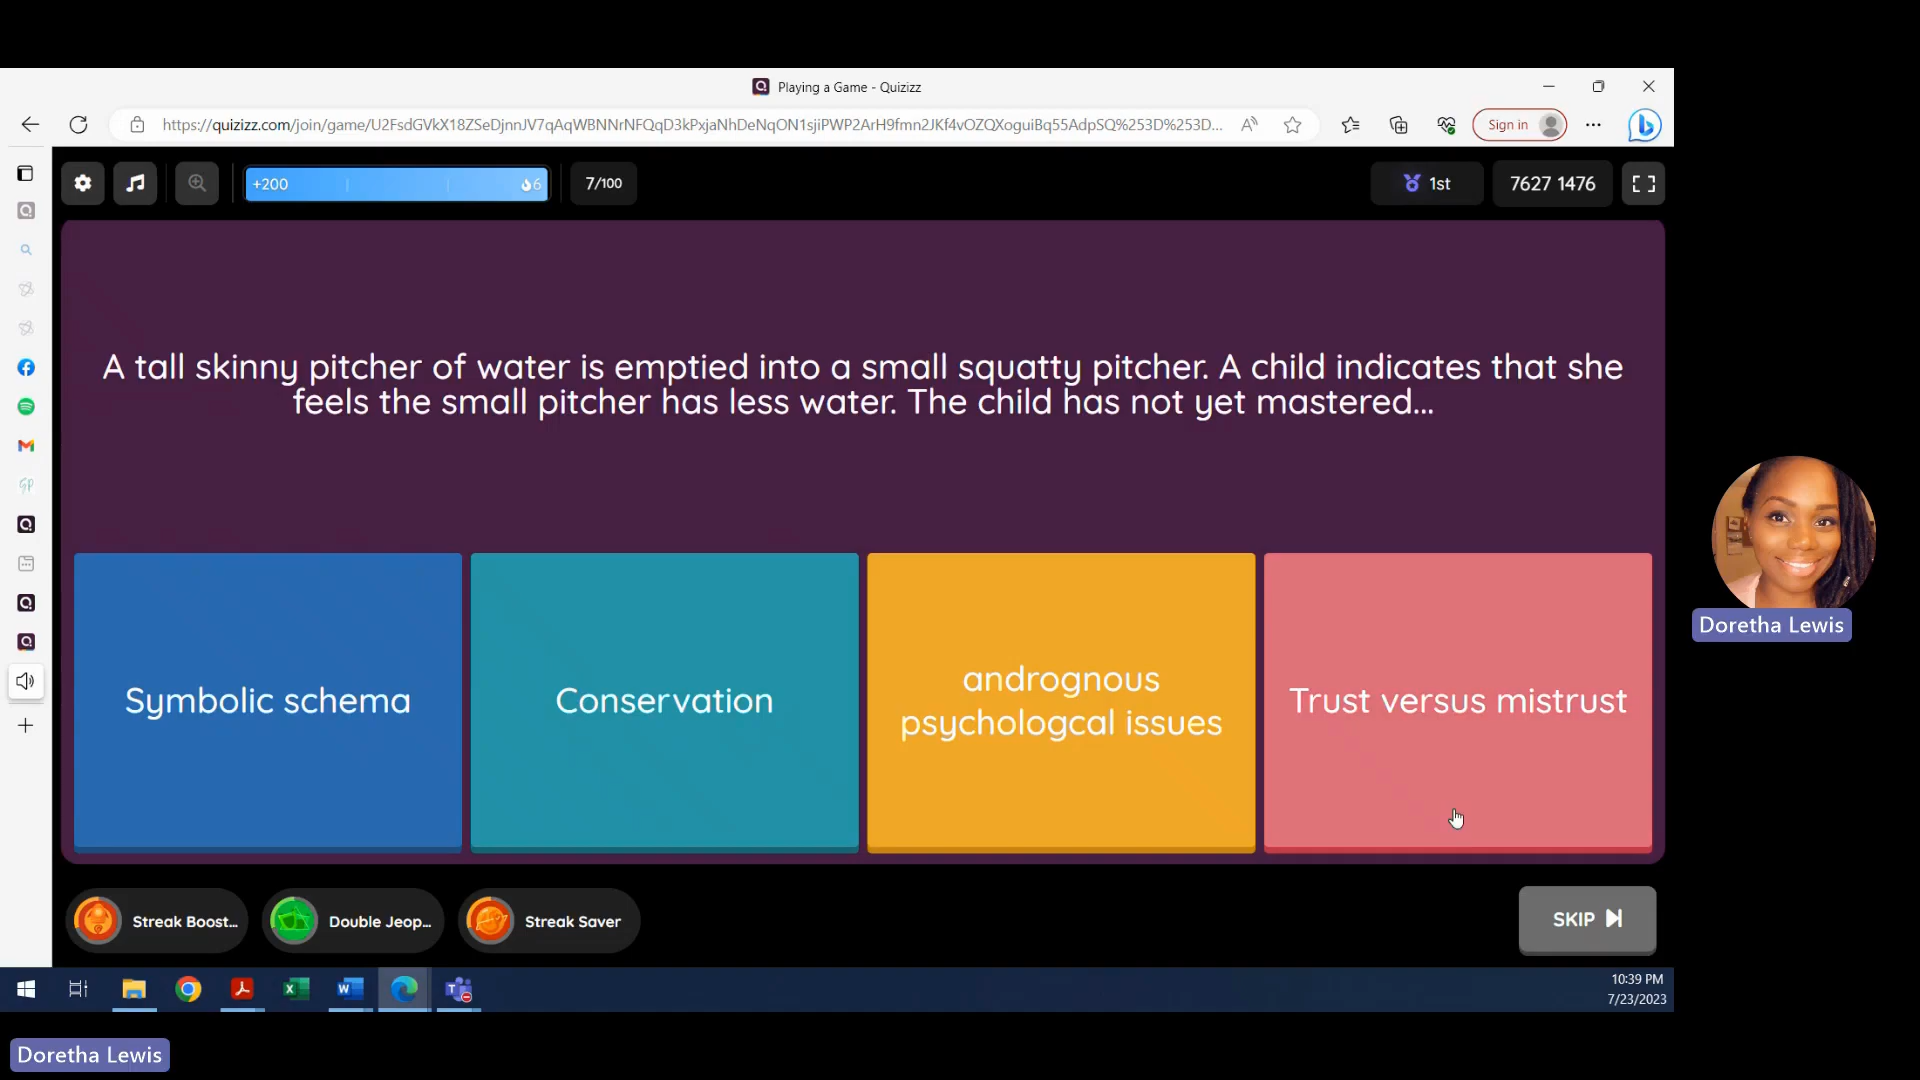 Playing a Game - Quizizz
https://quizizz.com/join/game/U2FsdGVkX18ZSeDjnnJV7qAqWBNNrNFQqD3kPxjaNhDeNqON1sjiPWP2ArH9fmn2JKf4vOZQXoguiBq55AdpSQ%253D%253D...
Sign in
+200
6
7/100
1st
7627 1476
A tall skinny pitcher of water is emptied into a small squatty pitcher. A child indicates that she
feels the small pitcher has less water. The child has not yet mastered...
Symbolic schema
Conservation
andrognous
psychologcal issues
Trust versus mistrust
Doretha Lewis
Streak Boost...
Double Jeop...
Streak Saver
SKIP
10:39 PM
7/23/2023
Doretha Lewis